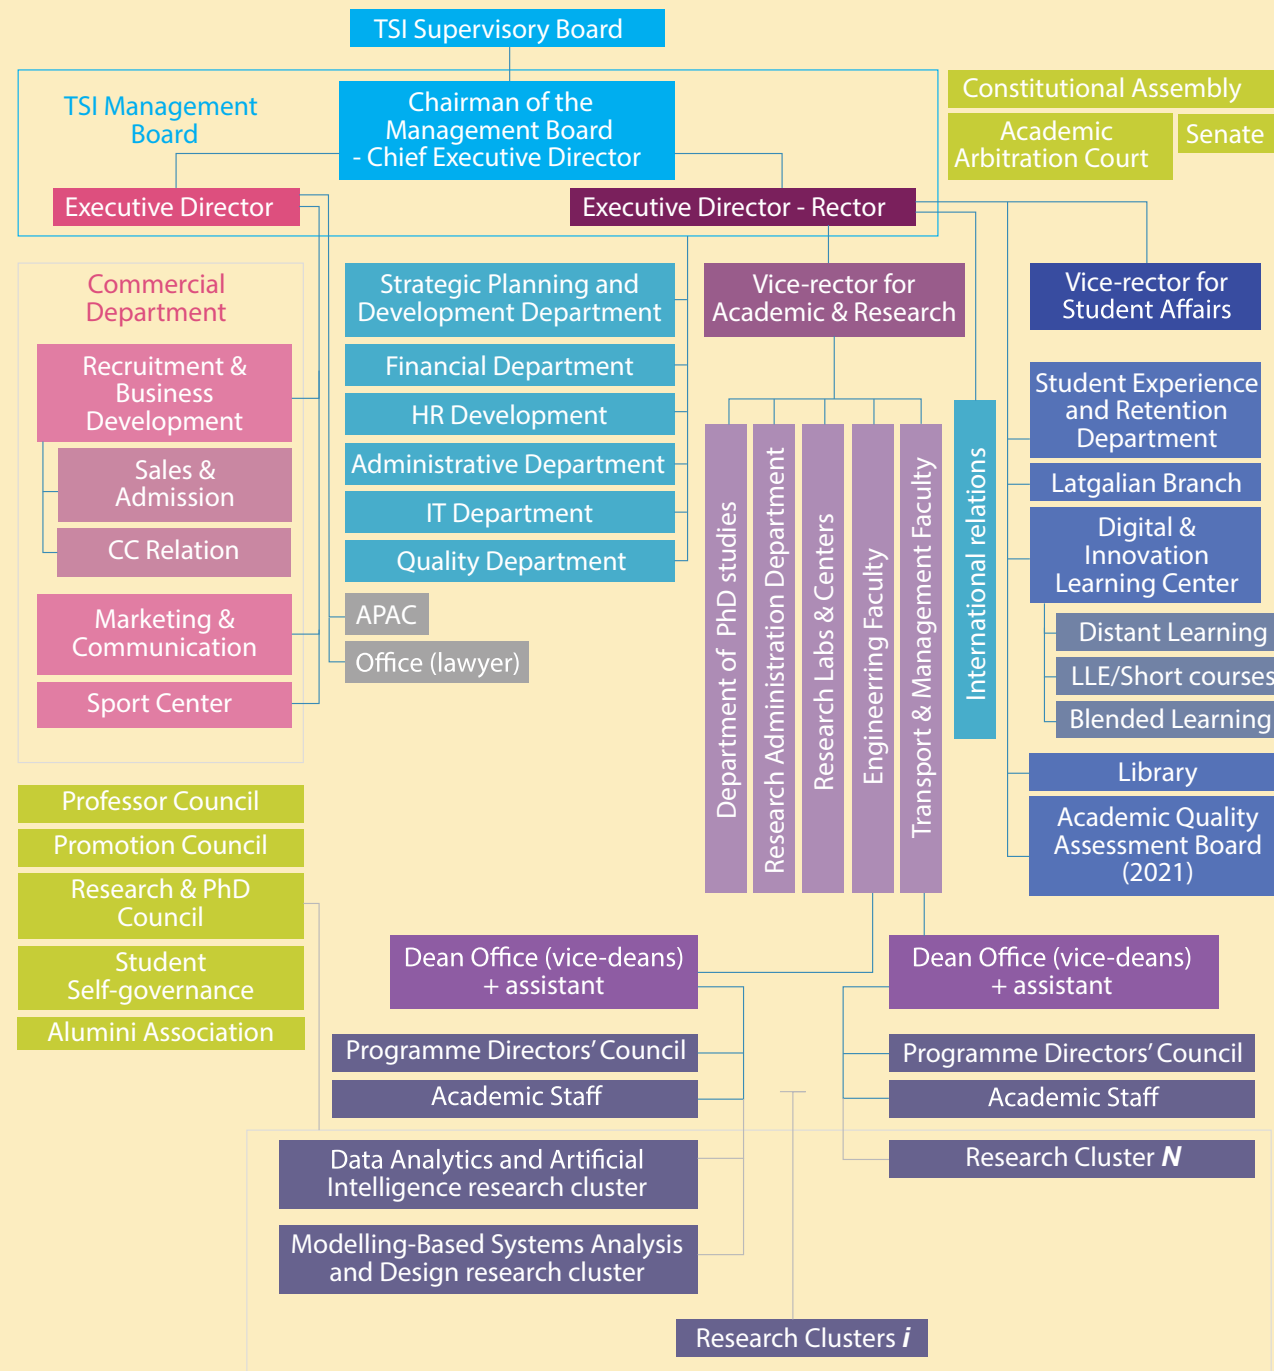 TSI Supervisory Board
TSI Management
Board
Chairman of the
Management Board
- Chief Executive Director
Constitutional Assembly
Academic
Arbitration Court
Senate
Executive Director
Executive Director - Rector
Commercial
Department
Recruitment &
Business
Development
Sales &
Admission
CC Relation
Marketing &
Communication
Sport Center
Strategic Planning and
Development Department
Financial Department
HR Development
Administrative Department
IT Department
Quality Department
APAC
Office (lawyer)
Vice-rector for
Academic & Research
Department of PhD studies
Research Administration Department
Research Labs & Centers
Engineerring Faculty
Transport & Management Faculty
International relations
Vice-rector for
Student Affairs
Student Experience
and Retention
Department
Latgalian Branch
Digital &
Innovation
Learning Center
Distant Learning
LLE/Short courses
Blended Learning
Library
Academic Quality
Assessment Board
(2021)
Professor Council
Promotion Council
Research & PhD
Council
Student
Self-governance
Alumini Association
Dean Office (vice-deans)
+ assistant
Programme Directors’ Council
Academic Staff
Dean Office (vice-deans)
+ assistant
Programme Directors’ Council
Academic Staff
Data Analytics and Artificial
Intelligence research cluster
Modelling-Based Systems Analysis
and Design research cluster
Research Cluster N
Research Clusters i